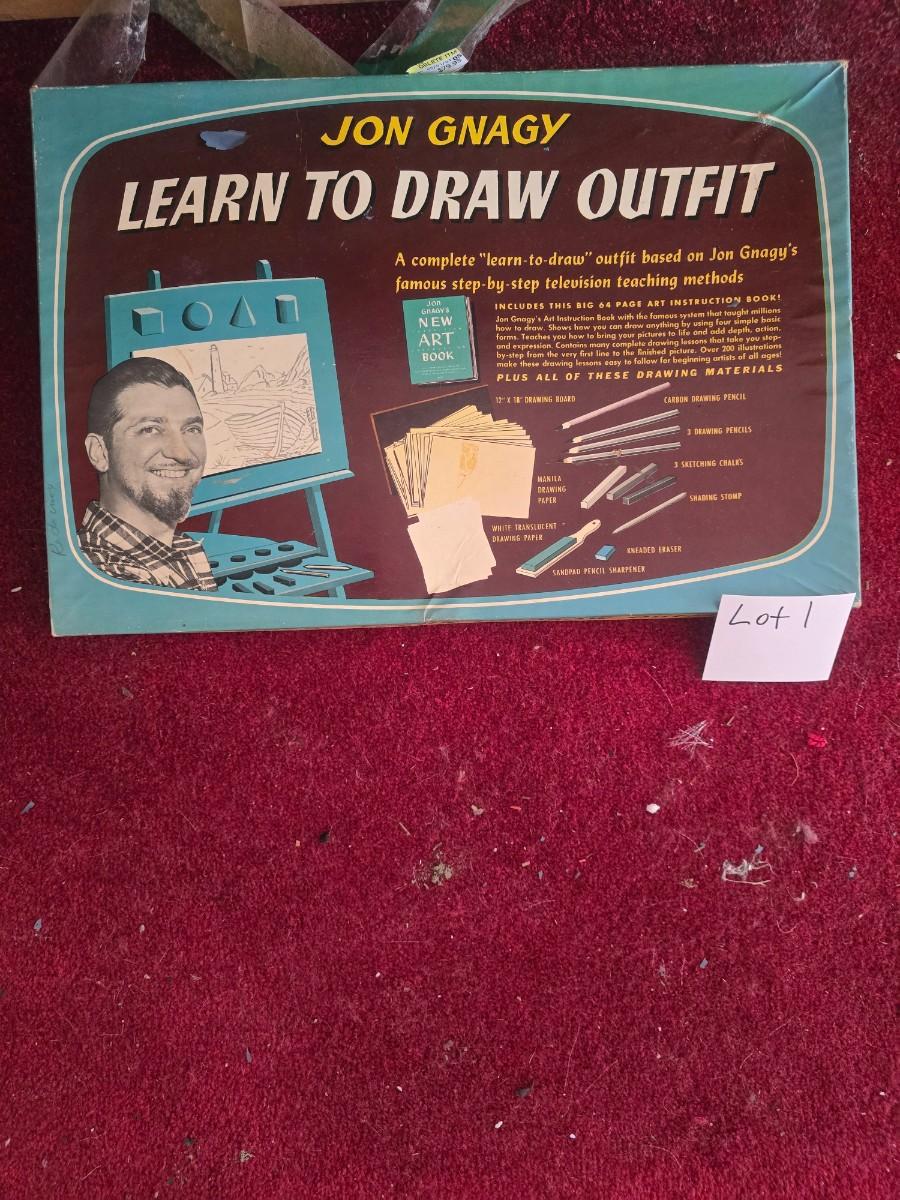 JON GNAGY
LEARN TO DRAW OUTFIT
A complete "learn-to-draw" outfit based on Jon Gnagy's
famous step-by-step television teaching methods
INCLUDES THIS BIG 64 PAGE ART INSTRUCTION BOOK!
Jon Gnagy's Art Instruction Book with the famous system that taught millions
how to draw. Shows how you can draw anything by using four simple basic
forms. Teaches you how to bring your pictures to life and add depth, action,
and expression. Contains many complete drawing lessons that take you step-
by-step from the very first line to the finished picture. Over 200 illustrations
make these drawing lessons easy to follow for beginning artists of all ages!
PLUS ALL OF THESE DRAWING MATERIALS
JON
GNAGY'S
NEW
ART
BOOK
12" X 18" DRAWING BOARD
CARBON DRAWING PENCIL
3 DRAWING PENCILS
3 SKETCHING CHALKS
MANILA
DRAWING
PAPER
SHADING STOMP
WHITE TRANSLUCENT
DRAWING PAPER
KNEADED ERASER
SANDPAD PENCIL SHARPENER
Lot 1